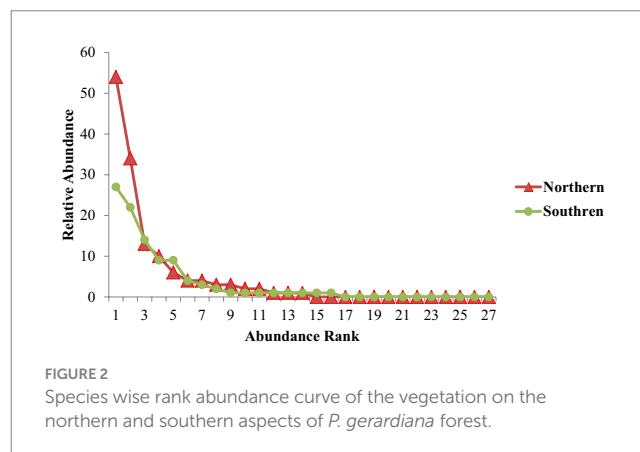 60
50
40
30
20
10
0
Relative Abundance
1 3 5 7 9 11 13 15 17 19 21 23 25 27
Abundance Rank
Northern
Southren
FIGURE 2
Species wise rank abundance curve of the vegetation on the
northern and southern aspects of P. gerardiana forest.